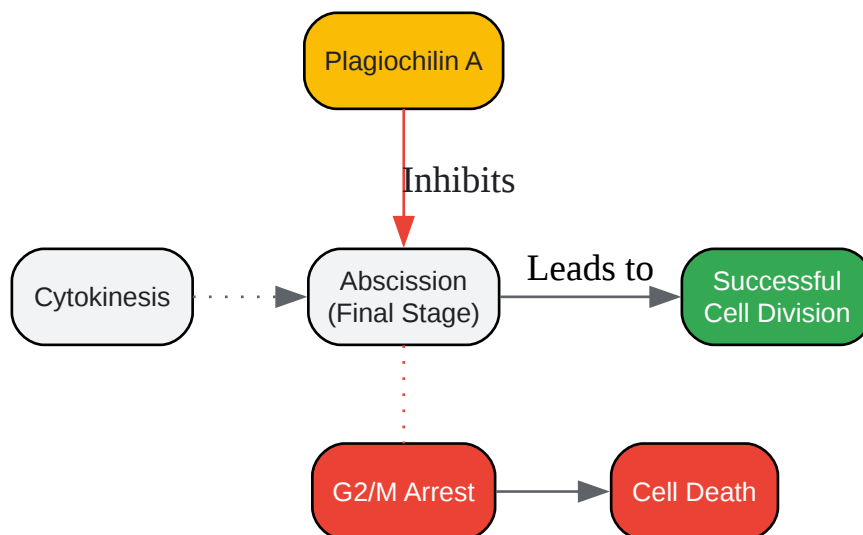 Plagiochilin A
Inhibits
Cytokinesis
Abscission
(Final Stage)
Leads to
Successful
Cell Division
G2/M Arrest
Cell Death